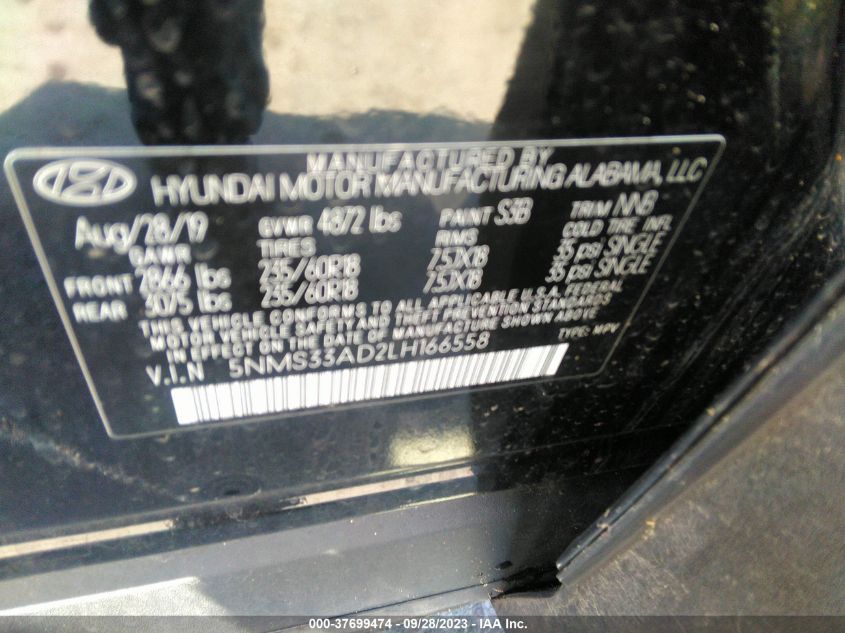 MANUFACTURED BY
HYUNDAI MOTOR MANUFACTURING ALABAMA, LLC
Aug/28/19 GVWR 4872 lbs PAINT S3B TRIM NNB
GAWR TIRES RING COLD TIRE INFL
FRONT 2866 lbs 235/60R18 7.5JX18 35 psi SINGLE
REAR 3075 lbs 235/60R18 7.5JX18 35 psi SINGLE
THIS VEHICLE CONFORMS TO ALL APPLICABLE U.S.A. FEDERAL
MOTOR VEHICLE SAFETY AND THEFT PREVENTION STANDARDS
IN EFFECT ON THE DATE OF MANUFACTURE SHOWN ABOVE
V.I.N 5NMS33AD2LH166558 TYPE: MPV
000-37699474 - 09/28/2023 - IAA Inc.